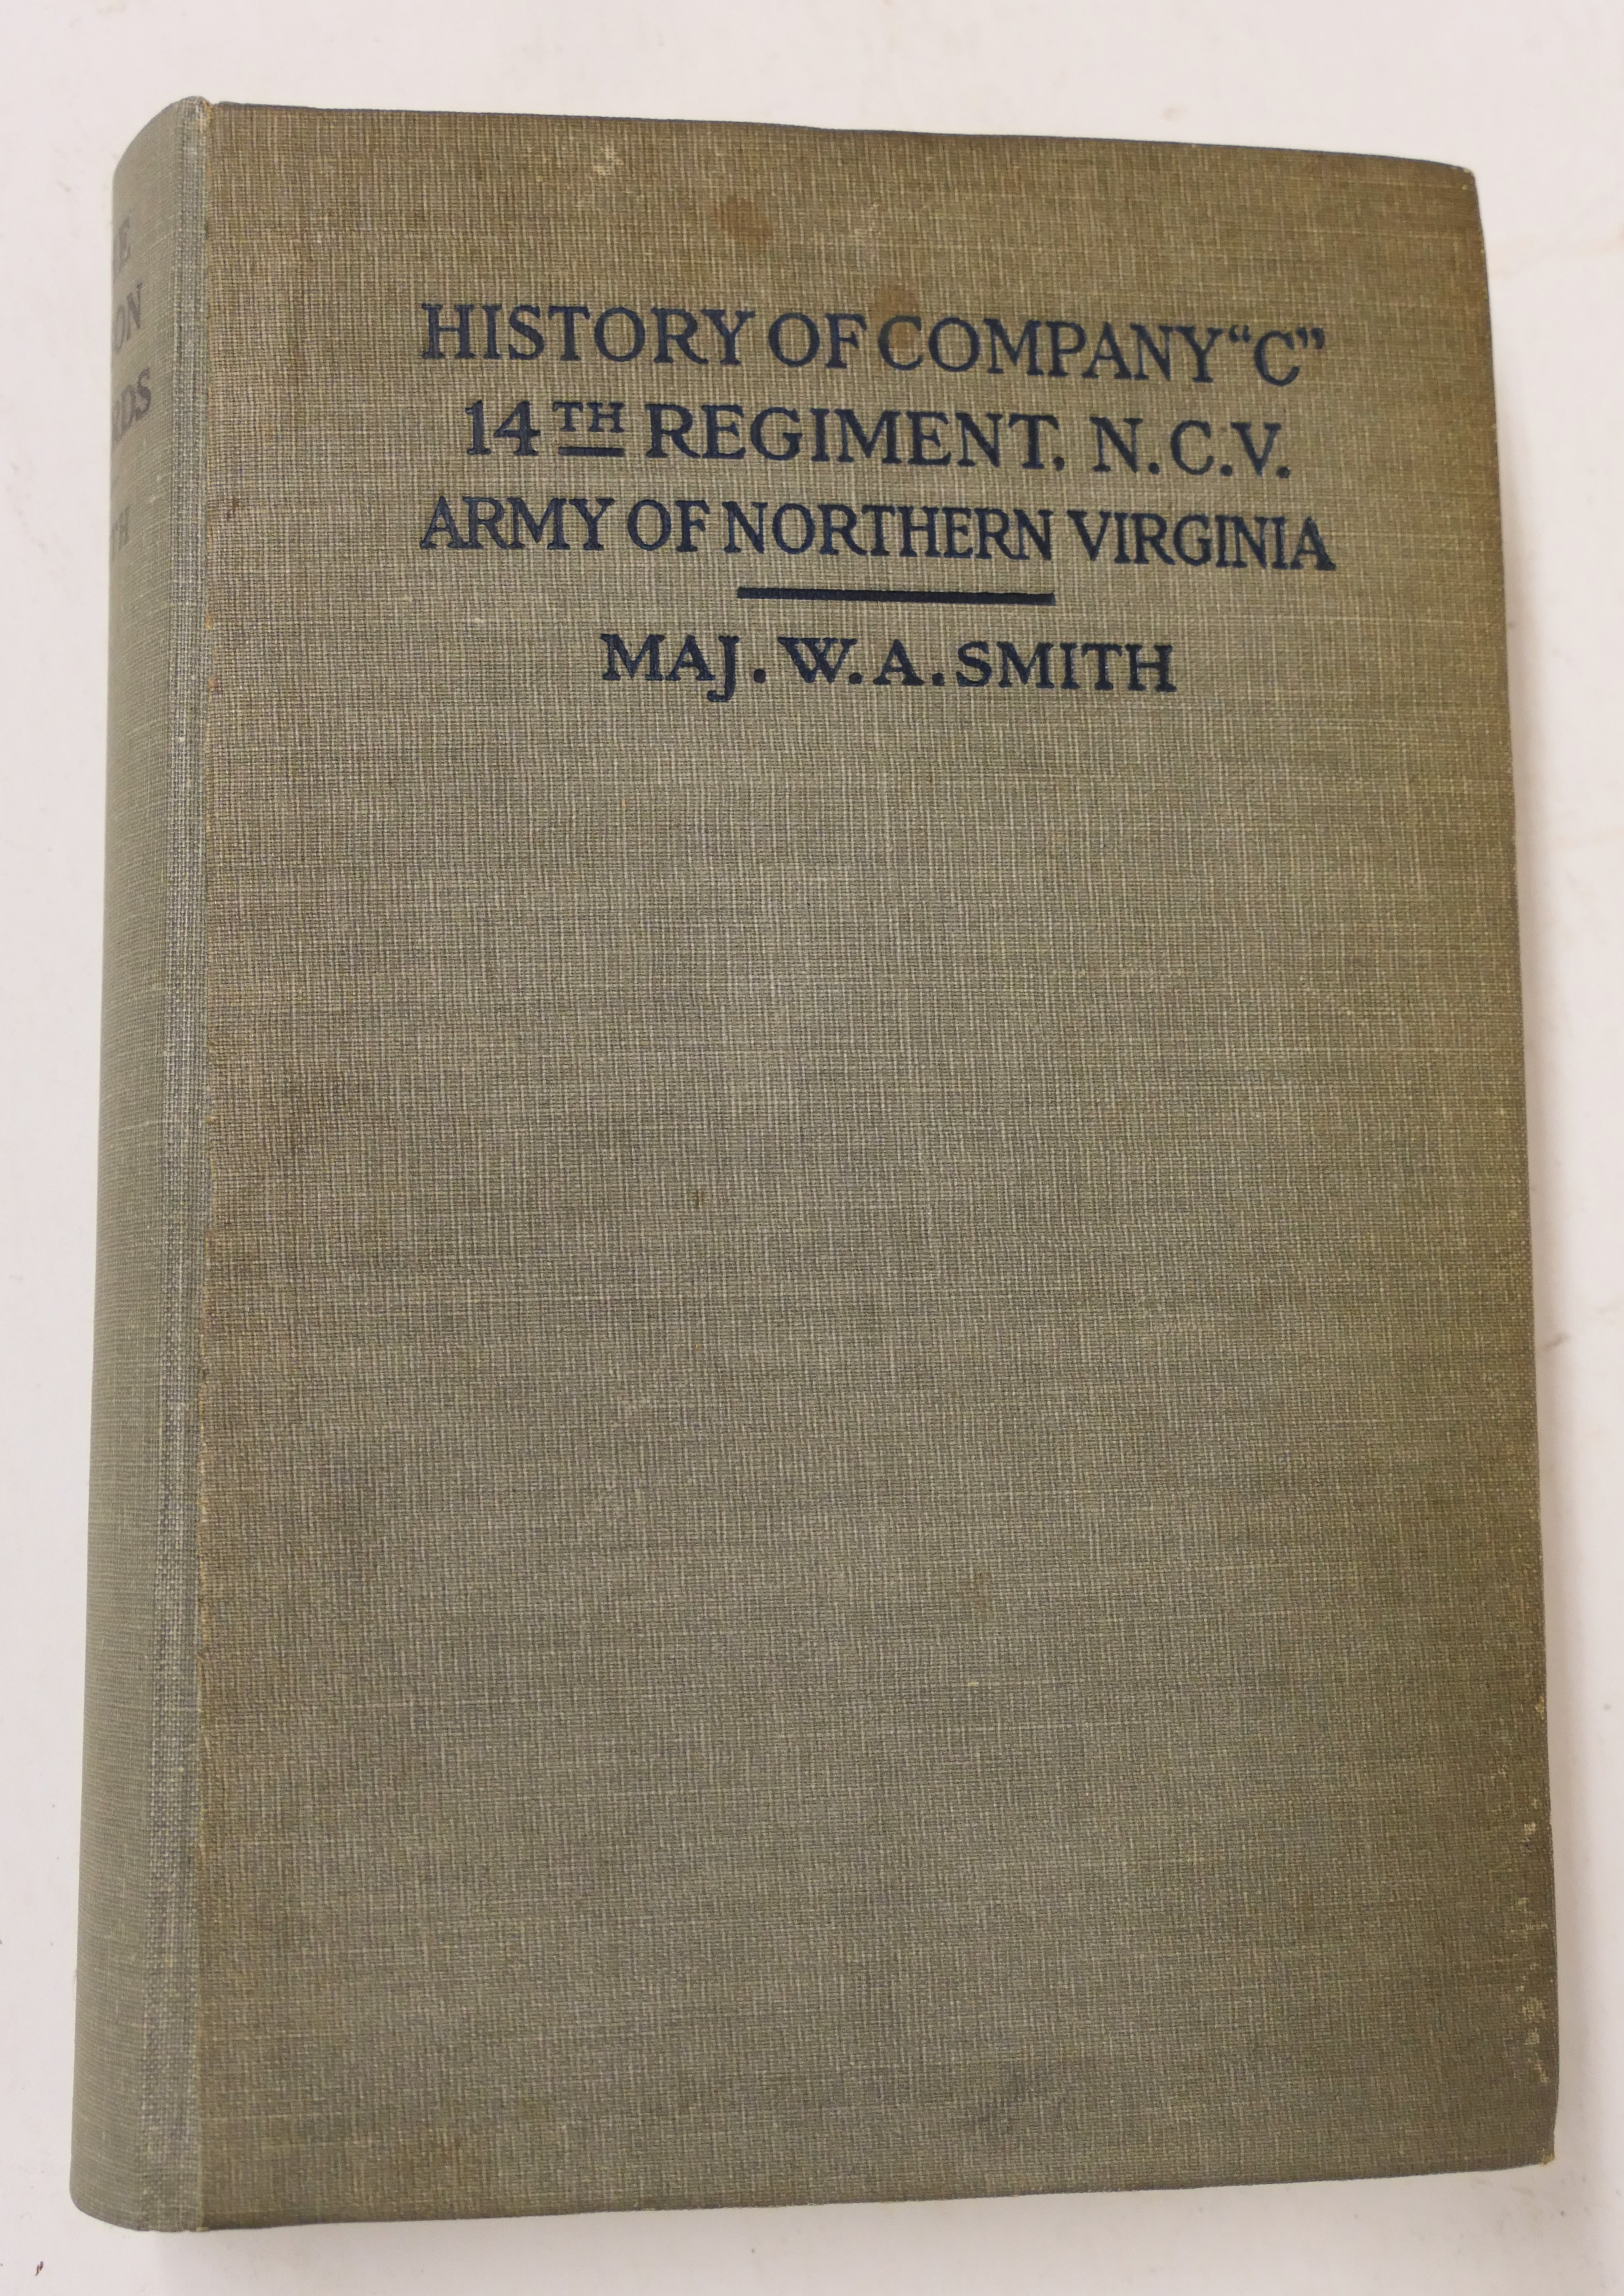 HISTORY OF COMPANY “C”
14TH REGIMENT. N.C.V.
ARMY OF NORTHERN VIRGINIA
MAJ. W. A. SMITH